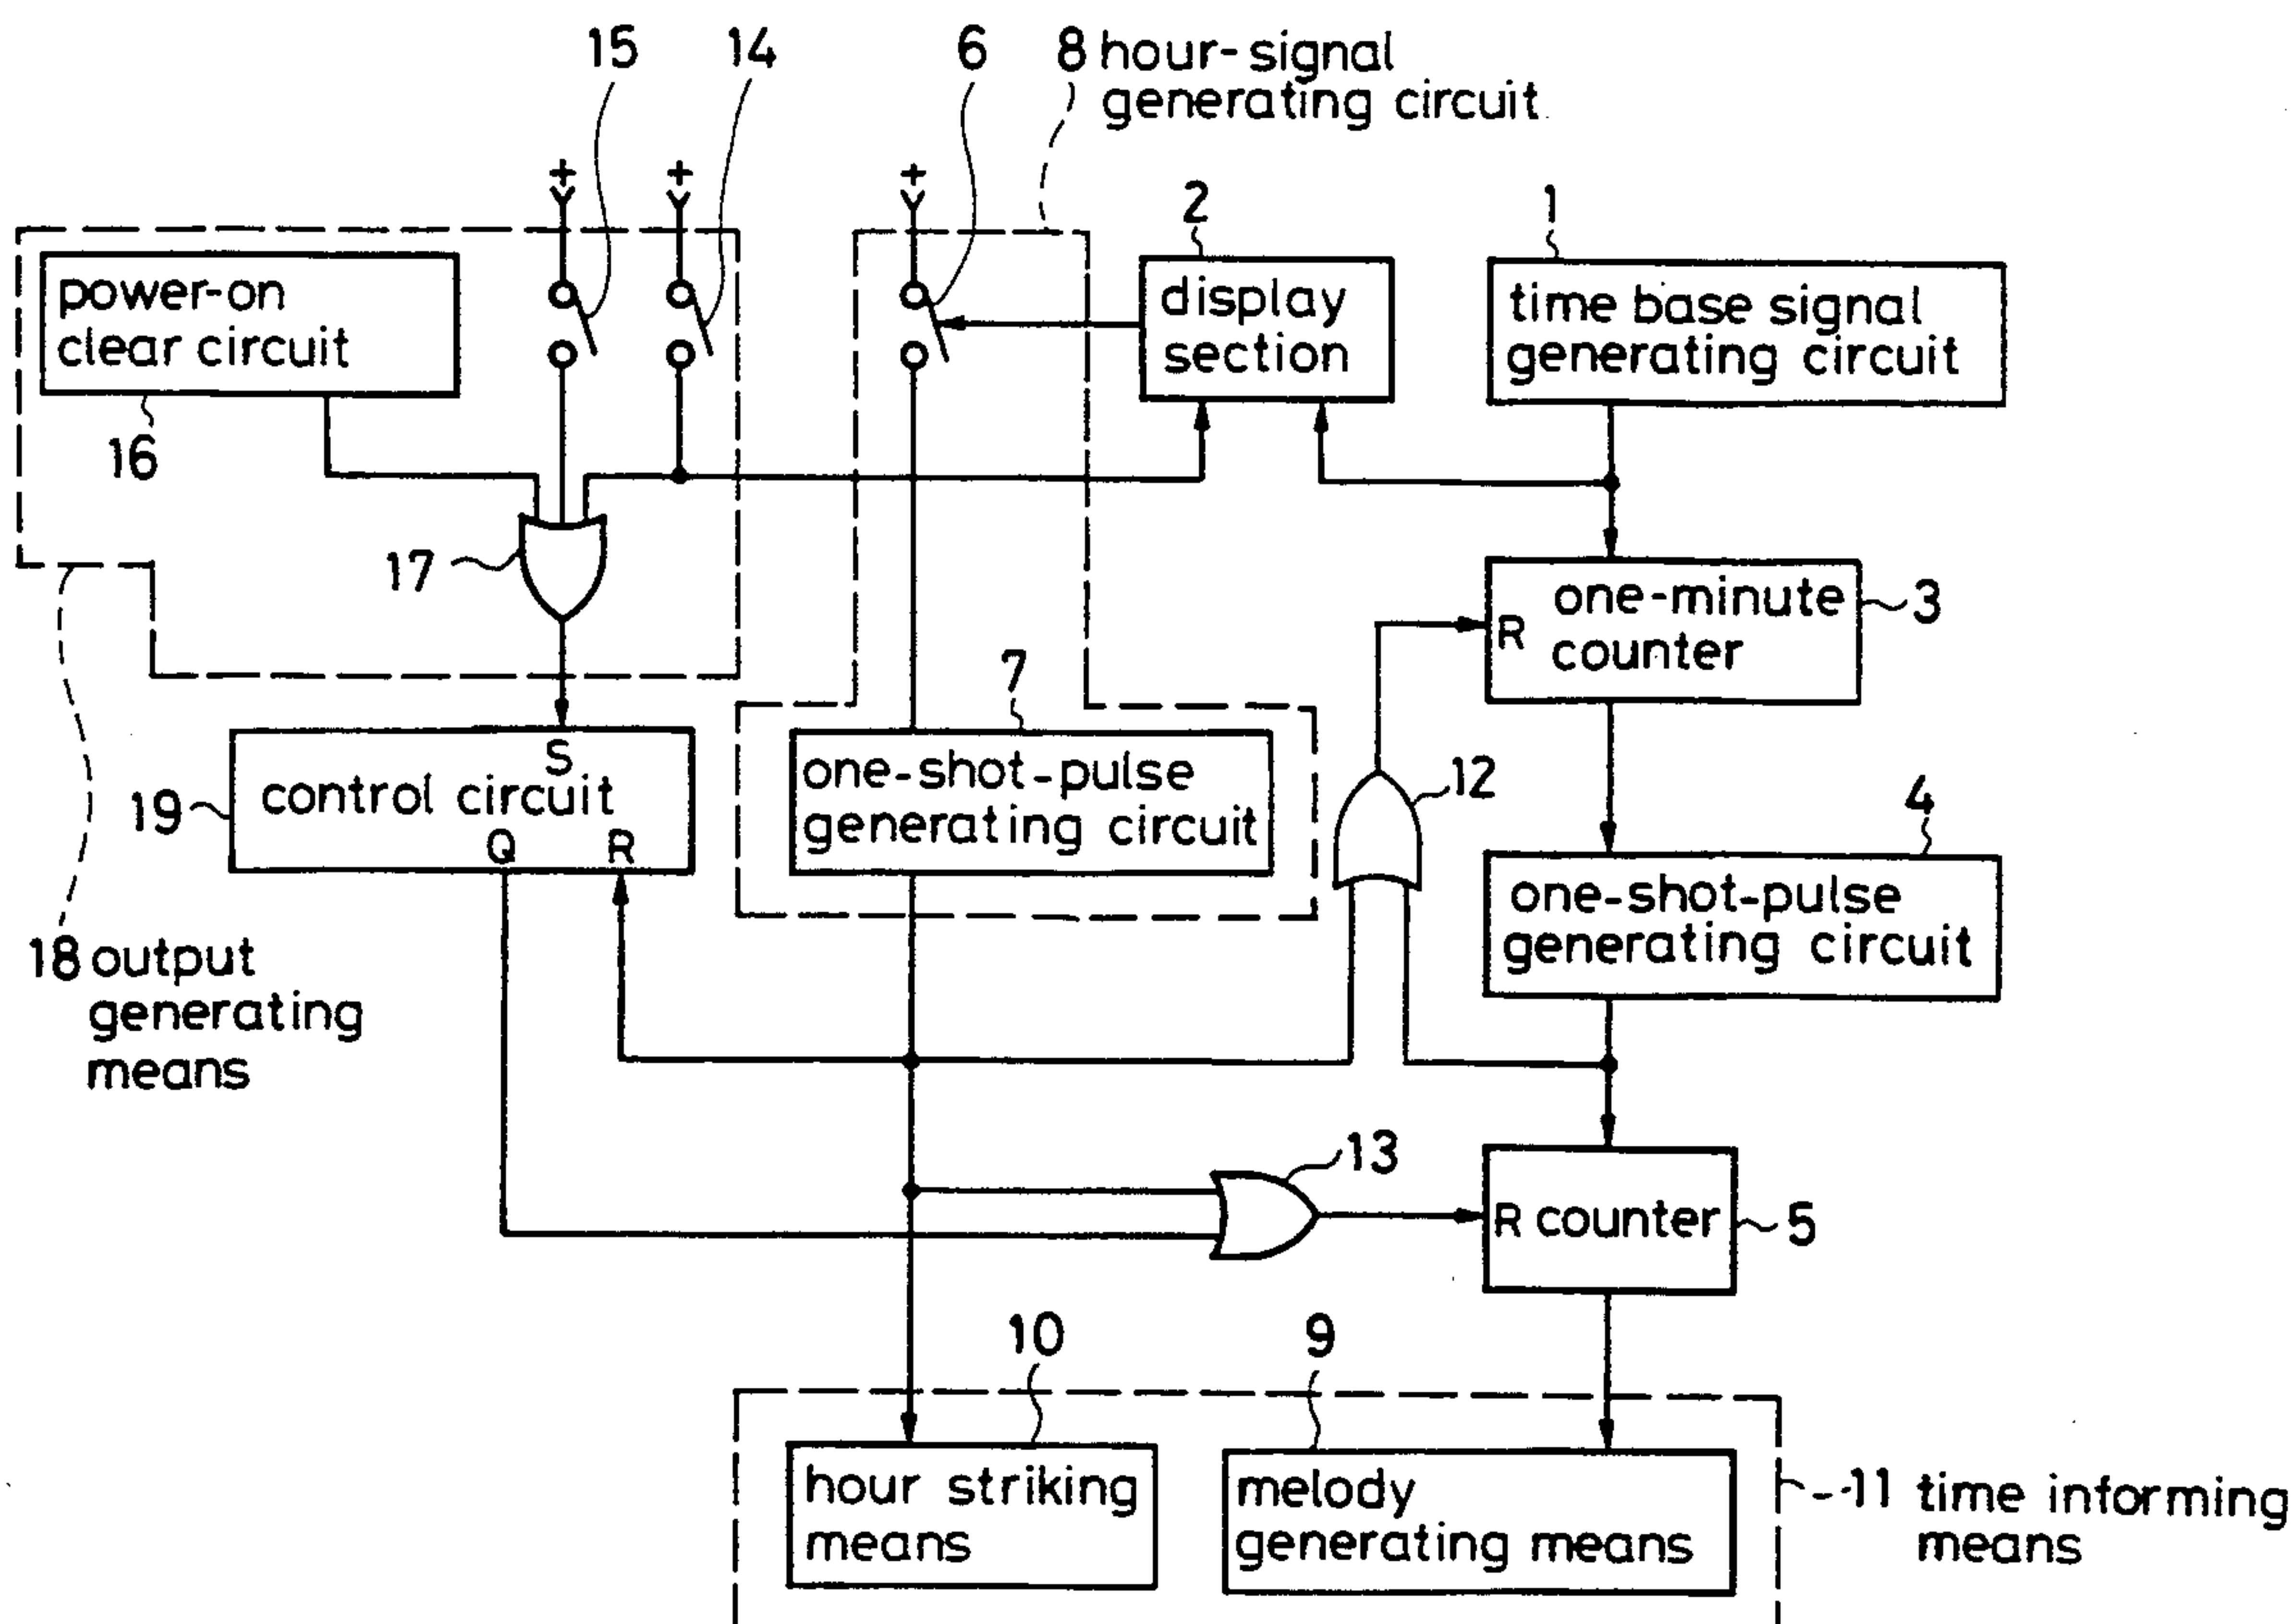 15
14
6
8 hour-signal
generating circuit
+
+
+
2
1
power-on
clear circuit
display
section
time base signal
generating circuit
16
17
R one-minute
counter
3
7
S
control circuit
Q R
19
one-shot-pulse
generating circuit
12
4
one-shot-pulse
generating circuit
18 output
generating
means
13
R counter
5
10
9
hour striking
means
melody
generating means
11 time informing
means